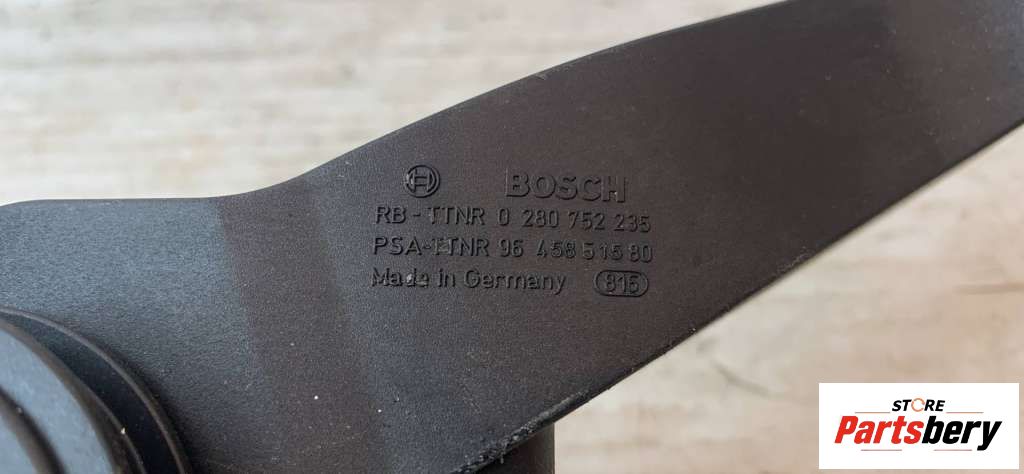 BOSCH
RB-TTNR 0 280 752 235
PSA-TTNR 96 458 515 80
Made in Germany 815
STORE
Partsbery